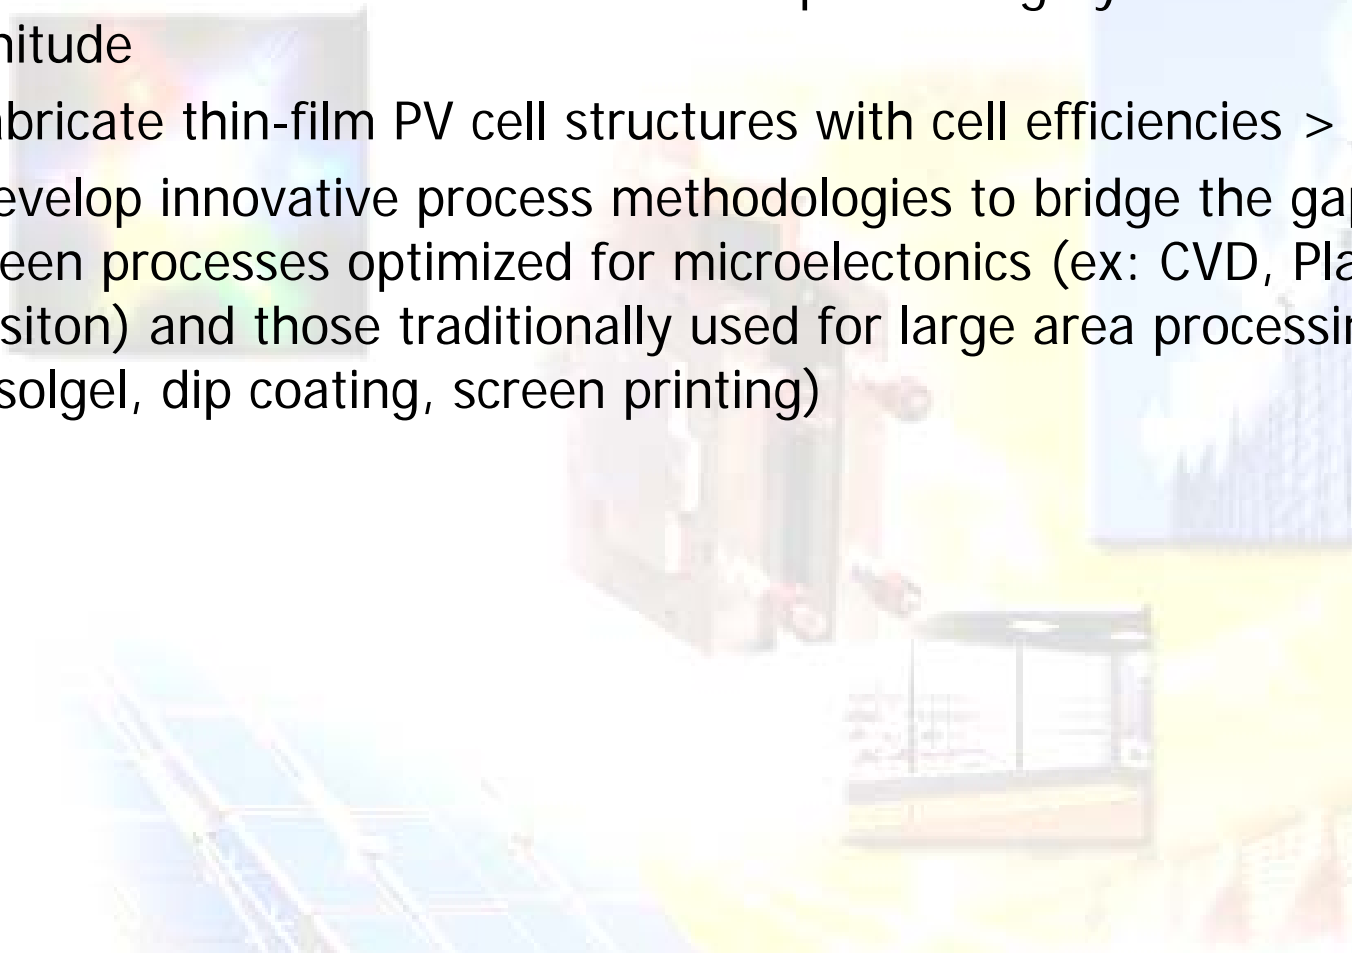 nitude
abricate thin-film PV cell structures with cell efficiencies >
evelop innovative process methodologies to bridge the gap
een processes optimized for microelectonics (ex: CVD, Pla
siton) and those traditionally used for large area processin
solgel, dip coating, screen printing)